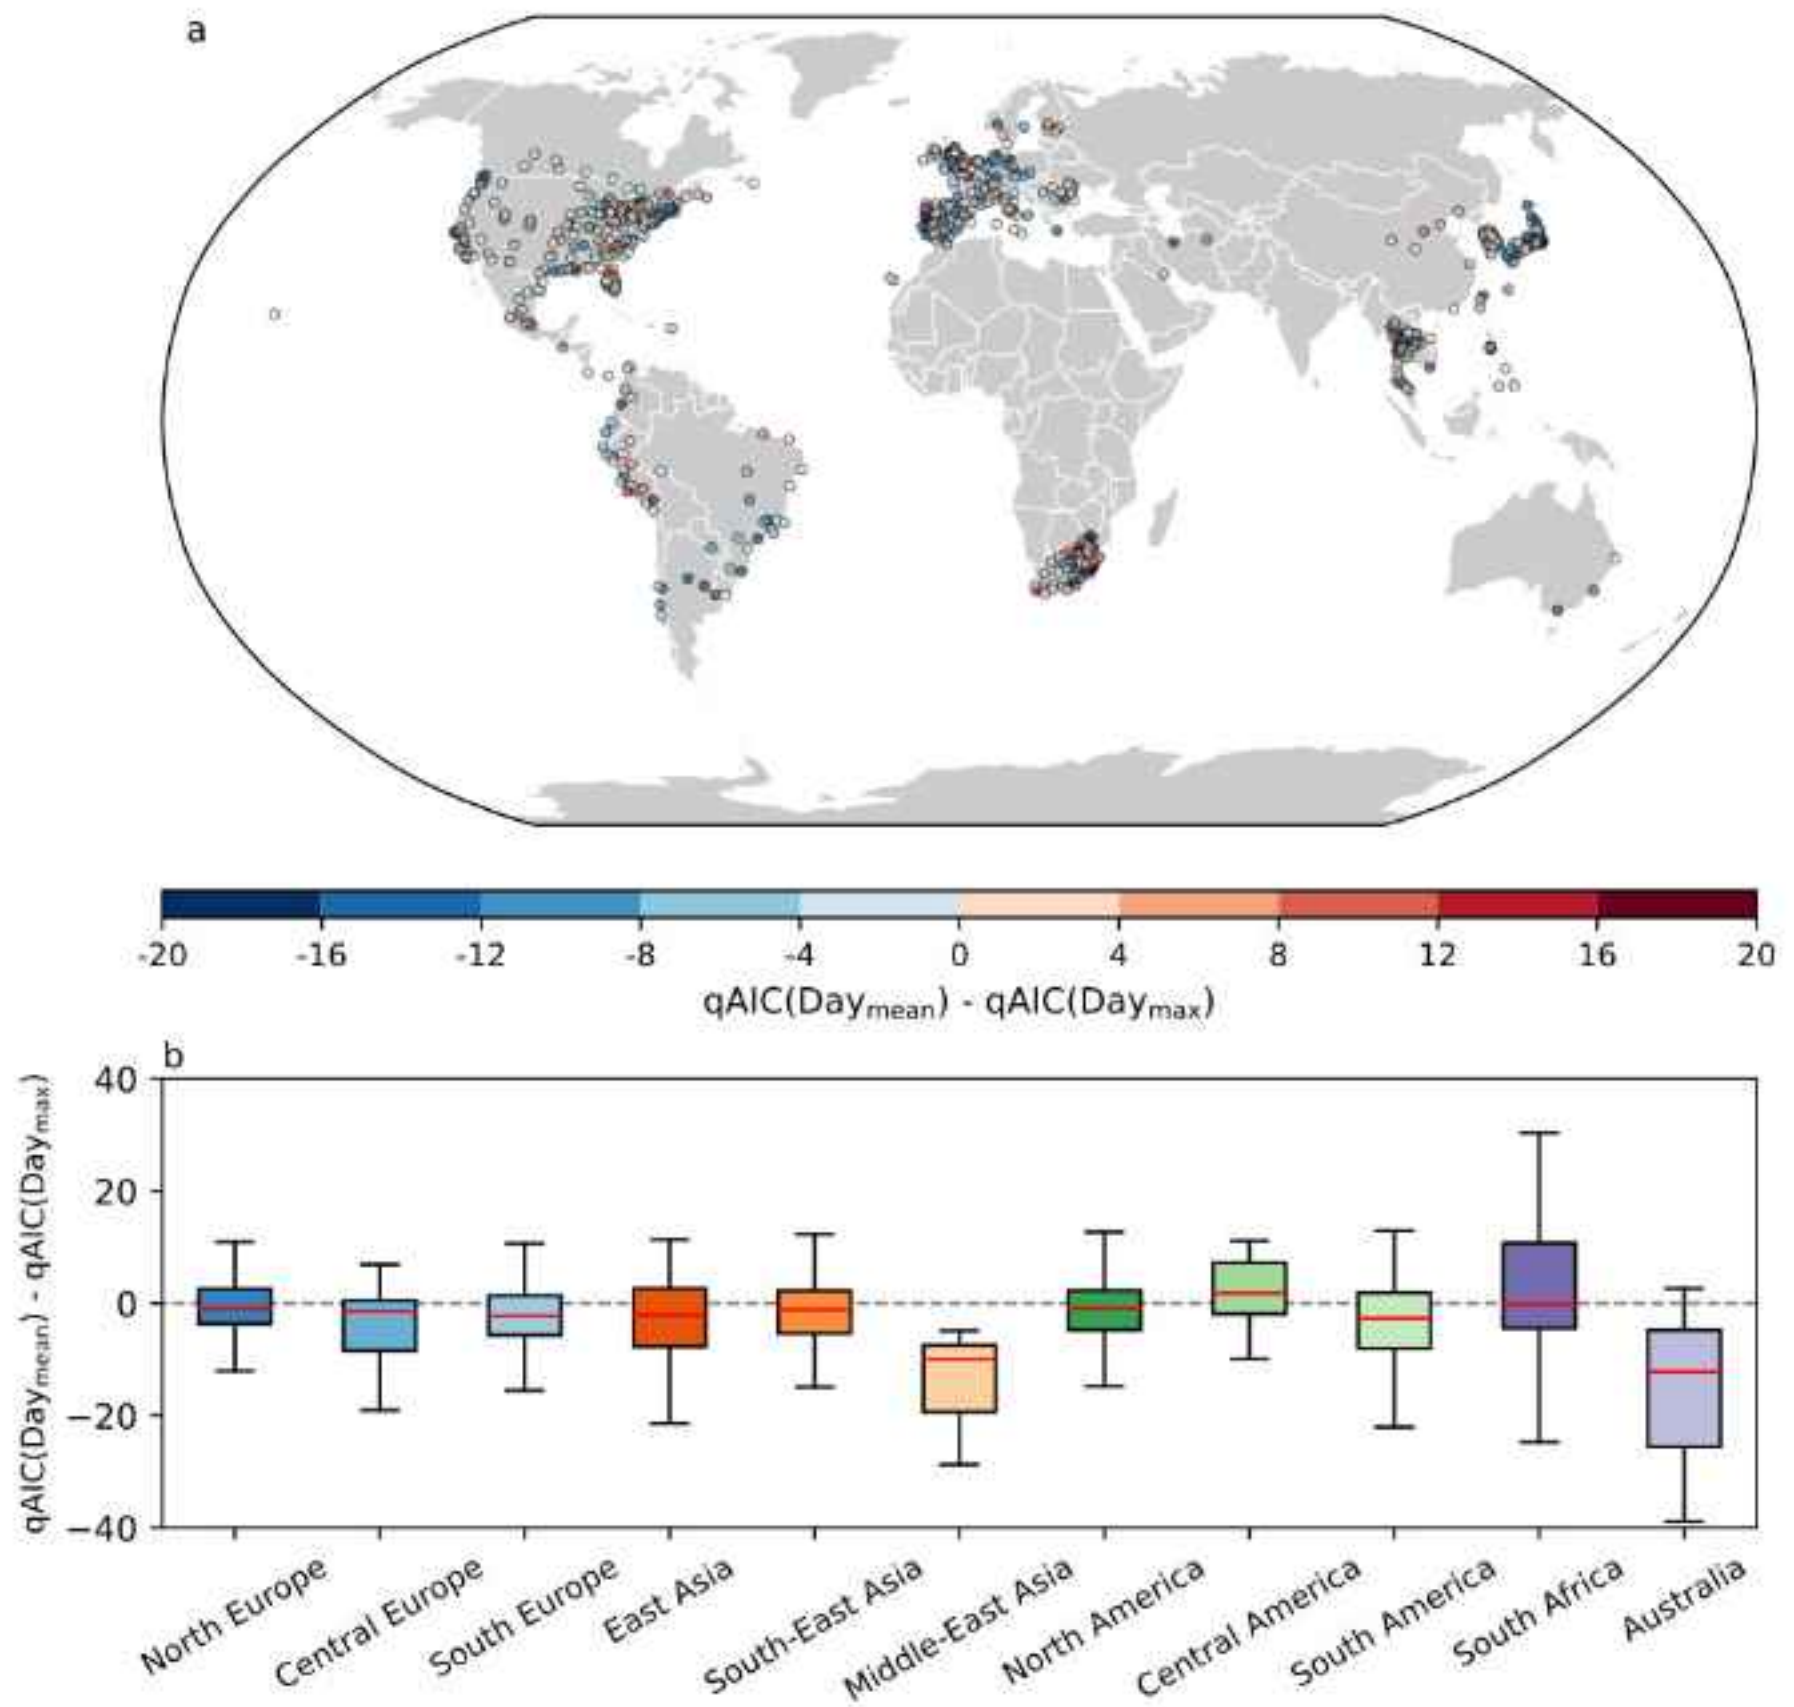 a
-20 -16 -12 -8 -4 0 4 8 12 16 20
qAIC(Daymean) - qAIC(Daymax)
b
qAIC(Daymean) - qAIC(Daymax)
40
20
0
−20
−40
North Europe
Central Europe
South Europe
East Asia
South-East Asia
Middle-East Asia
North America
Central America
South America
South Africa
Australia